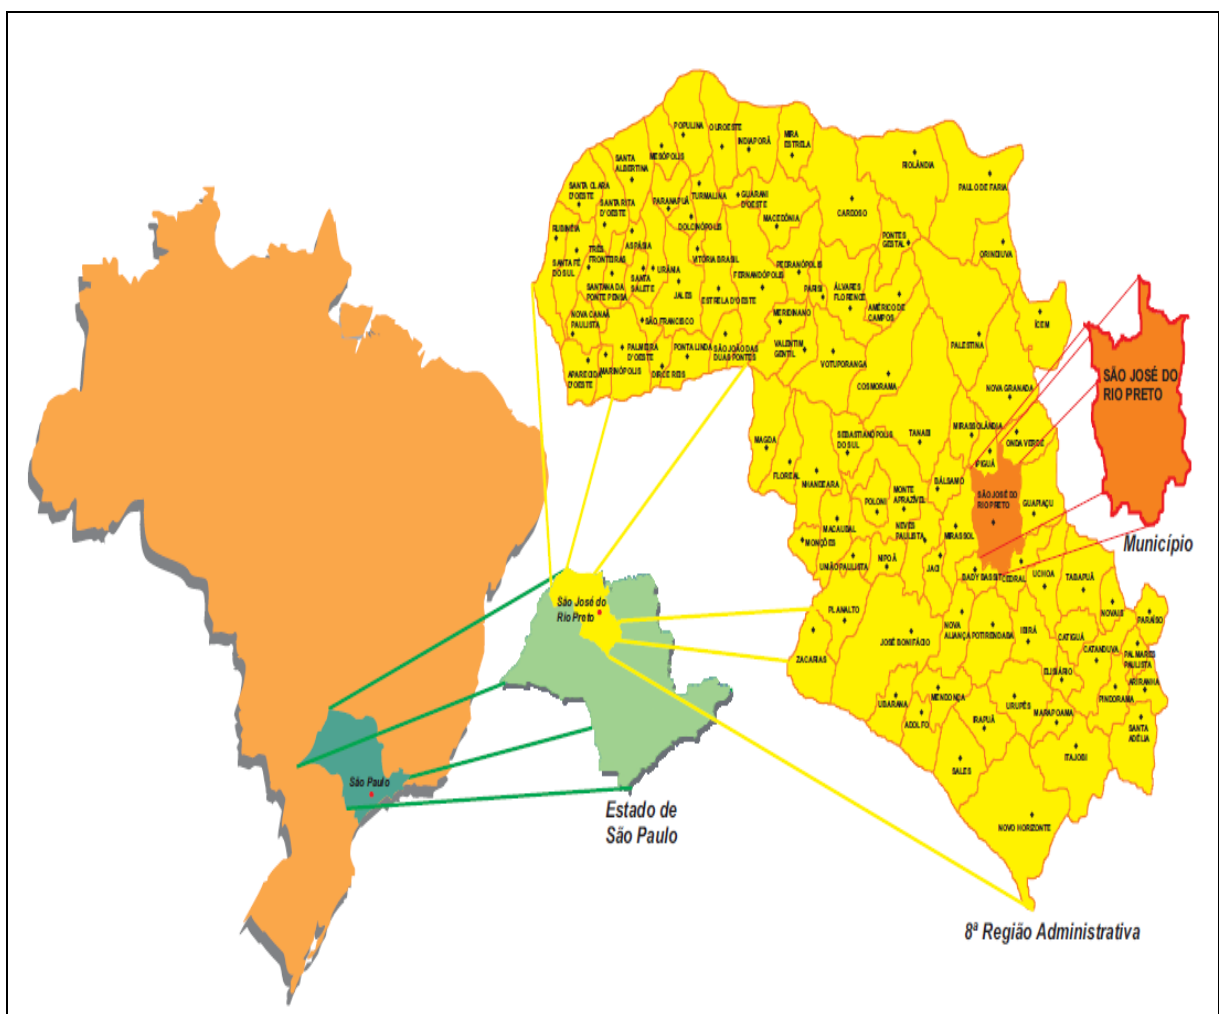 POPULINA
OUROESTE
INDIAPORÃ
MIRA
ESTRELA
MESÓPOLIS
SANTA
ALBERTINA
RIOLÂNDIA
PAULO DE FARIA
SANTA CLARA
D'OESTE
SANTA RITA
D'OESTE
PARANAPUÃ
TURMALINA
GUARANI
D'OESTE
CARDOSO
MACEDÔNIA
DOLCINÓPOLIS
RUBINÉIA
ASPÁSIA
PONTES
GESTAL
ORINDIUVA
TRÊS
FRONTEIRAS
VITÓRIA BRASIL
SANTA FÉ
DO SUL
URÂNIA
SANTA
SALETE
JALES
FERNANDÓPOLIS
PEDRANÓPOLIS
PARISI
ÁLVARES
FLORENCE
SANTANA DA
PONTE PENSA
ESTRELA D'OESTE
AMÉRICO DE
CAMPOS
NOVA CANAÃ
PAULISTA
SÃO FRANCISCO
MERIDIANO
ÍCEM
PALMEIRA
D'OESTE
PONTALINDA
SÃO JOÃO DAS
DUAS PONTES
VALENTIM
GENTIL
VOTUPORANGA
PALESTINA
APARECIDA
D'OESTE
MARINÓPOLIS
DIRCE REIS
COSMORAMA
NOVA GRANADA
SÃO JOSÉ DO
RIO PRETO
MAGDA
SEBASTIANÓPOLIS
DO SUL
TANABI
MIRASSOLÂNDIA
ONDA VERDE
IPIGUÁ
FLOREAL
NHANDEARA
POLONI
MONTE
APRAZÍVEL
BÁLSAMO
SÃO JOSÉ DO
RIO PRETO
GUAPIAÇU
MACAUBAL
MONÇÕES
NEVES
PAULISTA
MIRASSOL
Município
UNIÃO PAULISTA
NIPOÃ
JACI
BADY BASSIT
CEDRAL
UCHOA
TABAPUÃ
São José do
Rio Preto
PLANALTO
ZACARIAS
JOSÉ BONIFÁCIO
NOVA
ALIANÇA
POTIRENDABA
IBIRÁ
CATIGUÁ
NOVAIS
PARAÍSO
CATANDUVA
PALMARES
PAULISTA
ELISIÁRIO
ARIRANHA
PINDORAMA
UBARANA
MENDONÇA
ADOLFO
IRAPUÃ
URUPÊS
MARAPOAMA
SANTA
ADÉLIA
SALES
ITAJOBI
São Paulo
Estado de
São Paulo
NOVO HORIZONTE
8ª Região Administrativa